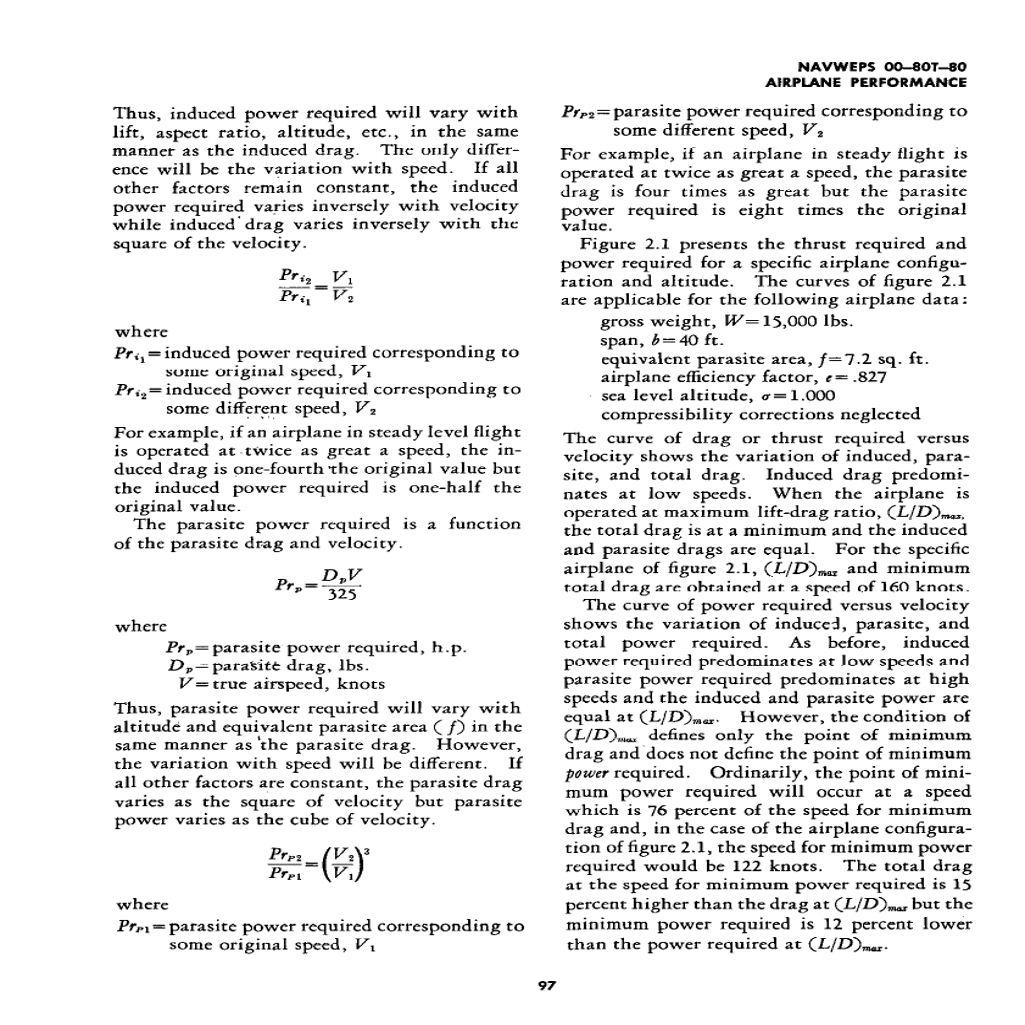 NAVWEPS 00–80T–80
AIRPLANE PERFORMANCE
Thus, induced power required will vary with
lift, aspect ratio, altitude, etc., in the same
manner as the induced drag. The only differ-
ence will be the variation with speed. If all
other factors remain constant, the induced
power required varies inversely with velocity
while induced drag varies inversely with the
square of the velocity.
Pr_{i2}/Pr_{i1} = V_1/V_2
where
Pr_{i1} = induced power required corresponding to
some original speed, V_1
Pr_{i2} = induced power required corresponding to
some different speed, V_2
For example, if an airplane in steady level flight
is operated at twice as great a speed, the in-
duced drag is one-fourth the original value but
the induced power required is one-half the
original value.
The parasite power required is a function
of the parasite drag and velocity.
Pr_p = D_pV/325
where
Pr_p = parasite power required, h.p.
D_p = parasite drag, lbs.
V = true airspeed, knots
Thus, parasite power required will vary with
altitude and equivalent parasite area (f) in the
same manner as the parasite drag. However,
the variation with speed will be different. If
all other factors are constant, the parasite drag
varies as the square of velocity but parasite
power varies as the cube of velocity.
Pr_{P2}/Pr_{P1} = (V_2/V_1)^3
where
Pr_{P1} = parasite power required corresponding to
some original speed, V_1
Pr_{P2} = parasite power required corresponding to
some different speed, V_2
For example, if an airplane in steady flight is
operated at twice as great a speed, the parasite
drag is four times as great but the parasite
power required is eight times the original
value.
Figure 2.1 presents the thrust required and
power required for a specific airplane configu-
ration and altitude. The curves of figure 2.1
are applicable for the following airplane data:
gross weight, W=15,000 lbs.
span, b=40 ft.
equivalent parasite area, f=7.2 sq. ft.
airplane efficiency factor, e=.827
sea level altitude, σ=1.000
compressibility corrections neglected
The curve of drag or thrust required versus
velocity shows the variation of induced, para-
site, and total drag. Induced drag predomi-
nates at low speeds. When the airplane is
operated at maximum lift-drag ratio, (L/D)_{max},
the total drag is at a minimum and the induced
and parasite drags are equal. For the specific
airplane of figure 2.1, (L/D)_{max} and minimum
total drag are obtained at a speed of 160 knots.
The curve of power required versus velocity
shows the variation of induced, parasite, and
total power required. As before, induced
power required predominates at low speeds and
parasite power required predominates at high
speeds and the induced and parasite power are
equal at (L/D)_{max}. However, the condition of
(L/D)_{max} defines only the point of minimum
drag and does not define the point of minimum
power required. Ordinarily, the point of mini-
mum power required will occur at a speed
which is 76 percent of the speed for minimum
drag and, in the case of the airplane configura-
tion of figure 2.1, the speed for minimum power
required would be 122 knots. The total drag
at the speed for minimum power required is 15
percent higher than the drag at (L/D)_{max} but the
minimum power required is 12 percent lower
than the power required at (L/D)_{max}.
97